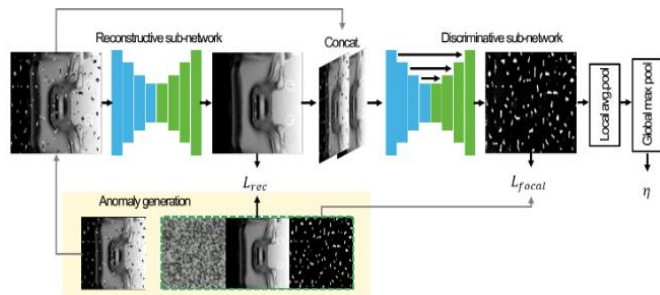 Reconstructive sub-network
Concat.
Discriminative sub-network
Local avg.pool
Global max pool
L_rec
L_focal
η
Anomaly generation